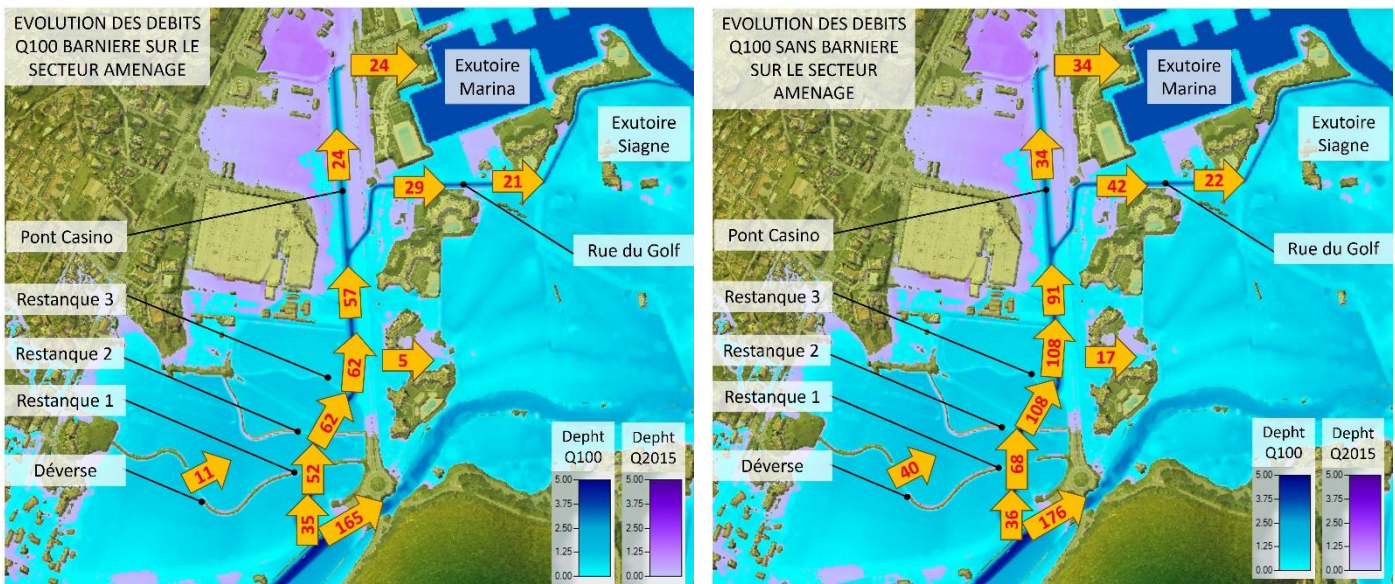 EVOLUTION DES DEBITS
Q100 BARNIERE SUR LE
SECTEUR AMENAGE
24
Exutoire
Marina
Exutoire
Siagne
24
29
21
Pont Casino
Rue du Golf
Restanque 3
57
Restanque 2
62
5
Restanque 1
62
Déverse
11
52
35
165
Depht
Q100
5.00
3.75
2.50
1.25
0.00
Depht
Q2015
5.00
3.75
2.50
1.25
0.00
EVOLUTION DES DEBITS
Q100 SANS BARNIERE
SUR LE SECTEUR
AMENAGE
34
Exutoire
Marina
Exutoire
Siagne
34
42
22
Pont Casino
Rue du Golf
Restanque 3
91
Restanque 2
108
17
Restanque 1
108
Déverse
40
68
36
176
Depht
Q100
5.00
3.75
2.50
1.25
0.00
Depht
Q2015
5.00
3.75
2.50
1.25
0.00